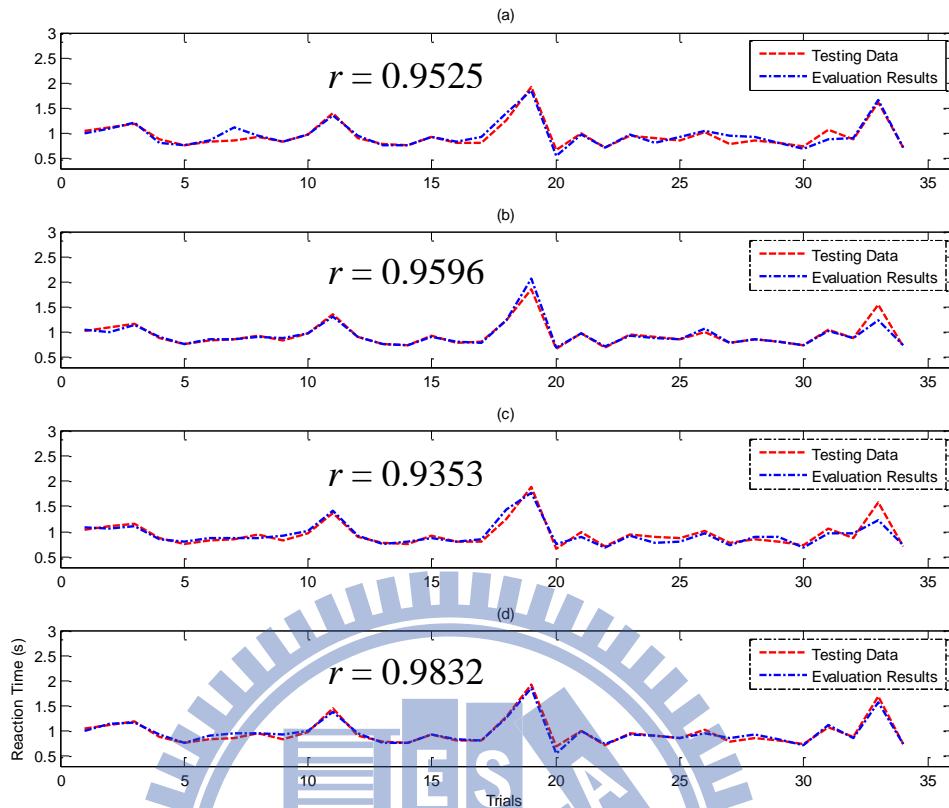 (a)
3
2.5
2
1.5
1
0.5
r = 0.9525
Testing Data
Evaluation Results
0 5 10 15 20 25 30 35
(b)
3
2.5
2
1.5
1
0.5
r = 0.9596
Testing Data
Evaluation Results
0 5 10 15 20 25 30 35
(c)
3
2.5
2
1.5
1
0.5
r = 0.9353
Testing Data
Evaluation Results
0 5 10 15 20 25 30 35
(d)
Reaction Time (s)
3
2.5
2
1.5
1
0.5
r = 0.9832
Testing Data
Evaluation Results
0 5 10 15 20 25 30 35
Trials
ESA